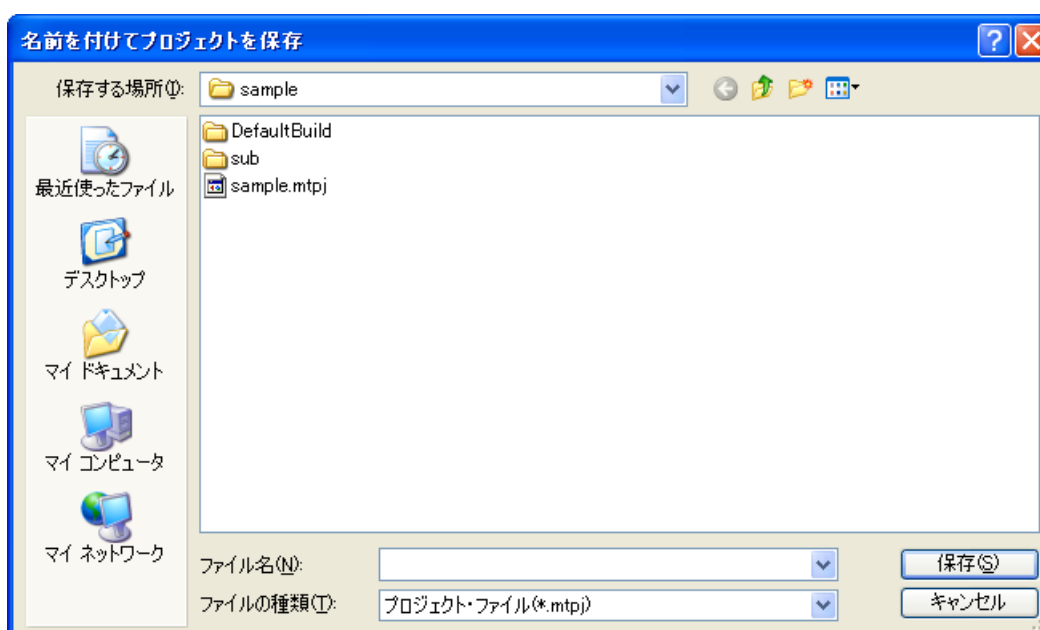 名前を付けてプロジェクトを保存
保存する場所(I):
sample
DefaultBuild
sub
sample.mtpj
最近使ったファイル
デスクトップ
マイ ドキュメント
マイ コンピュータ
マイ ネットワーク
ファイル名(N):
保存(S)
ファイルの種類(T):
プロジェクト・ファイル(*.mtpj)
キャンセル